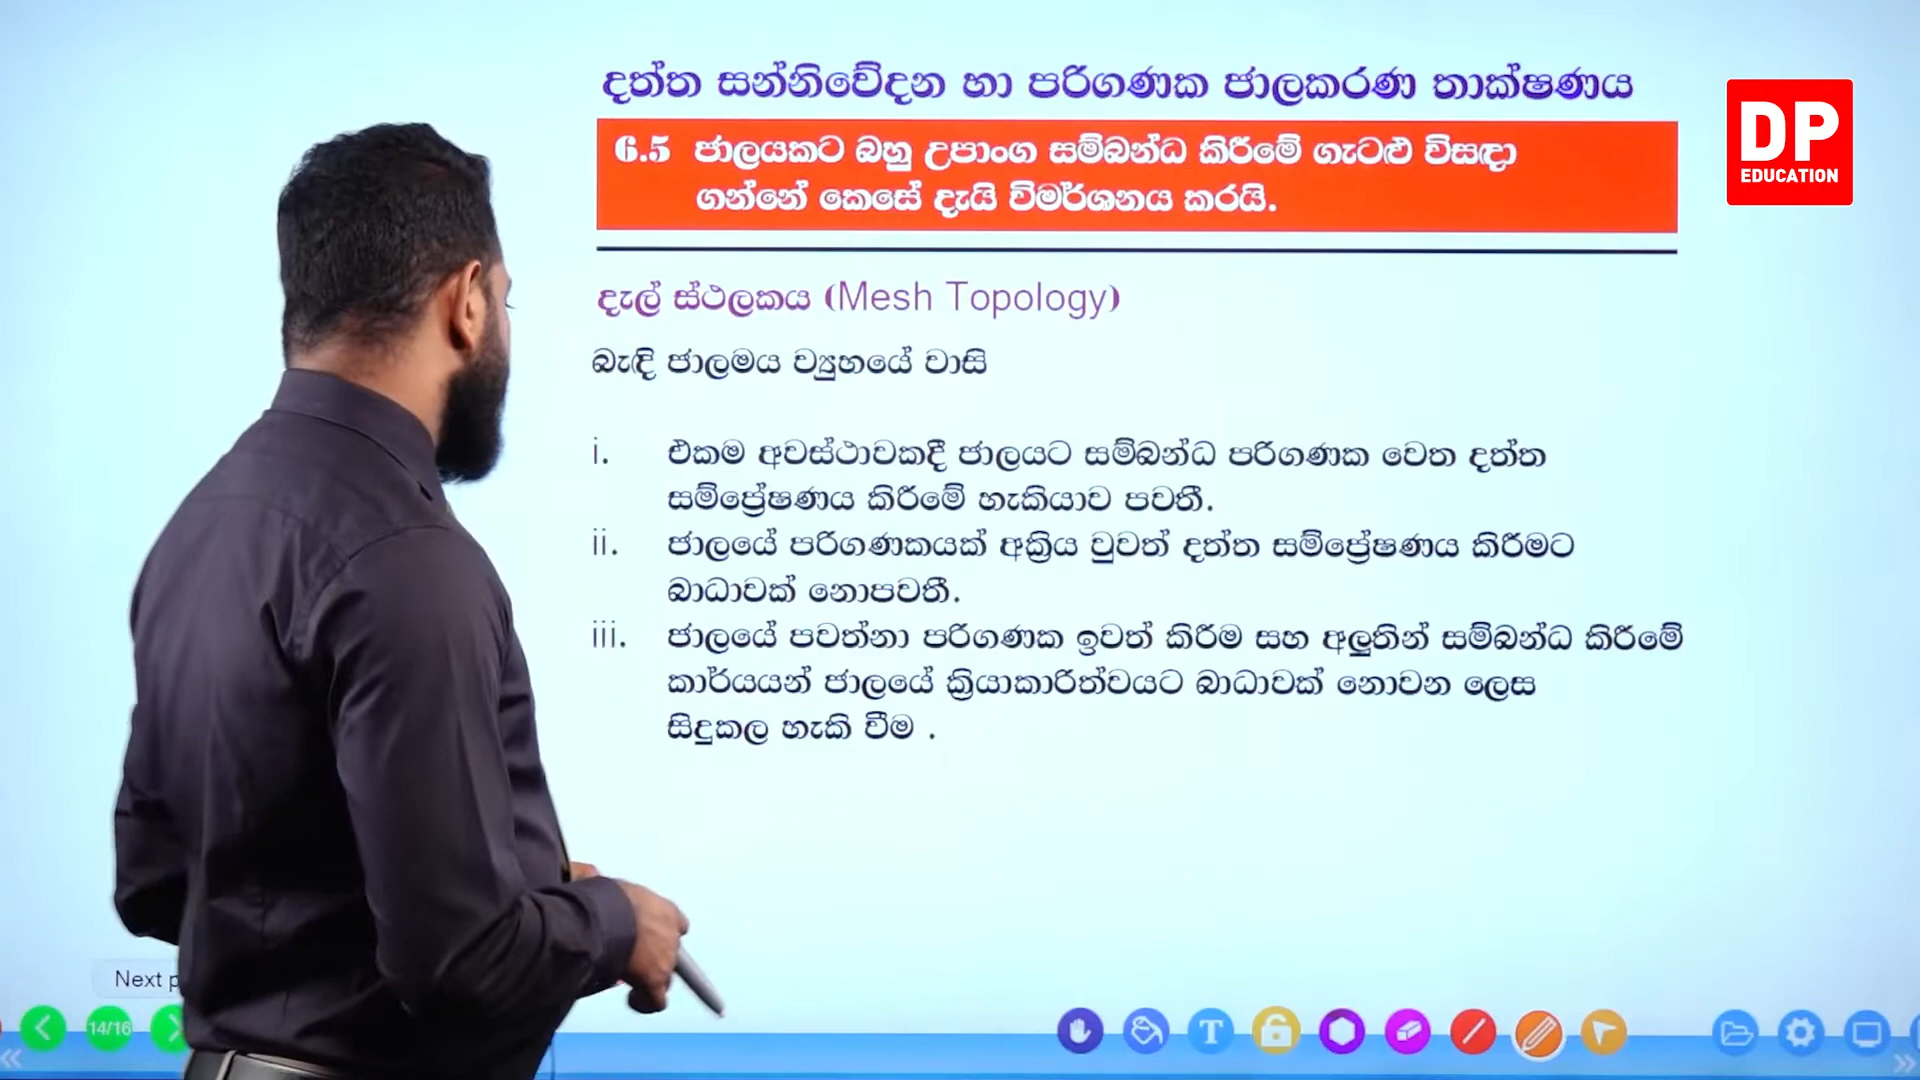 දත්ත සන්නිවේදන හා පරිගණක ජාලකරණ තාක්ෂණය
DP
EDUCATION
6.5 ජාලයකට බහු උපාංග සම්බන්ධ කිරීමේ ගැටළු විසඳා
ගන්නේ කෙසේ දැයි විමර්ශනය කරයි.
දැල් ස්ථලකය (Mesh Topology)
බැඳි ජාලමය ව්‍යුහයේ වාසි
i. එකම අවස්ථාවකදී ජාලයට සම්බන්ධ පරිගණක වෙත දත්ත
සම්ප්‍රේෂණය කිරීමේ හැකියාව පවතී.
ii. ජාලයේ පරිගණකයක් අක්‍රිය වුවත් දත්ත සම්ප්‍රේෂණය කිරීමට
බාධාවක් නොපවතී.
iii. ජාලයේ පවත්නා පරිගණක ඉවත් කිරීම සහ අලුතින් සම්බන්ධ කිරීමේ
කාර්යයන් ජාලයේ ක්‍රියාකාරිත්වයට බාධාවක් නොවන ලෙස
සිදුකල හැකි වීම .
Next
14/16
T